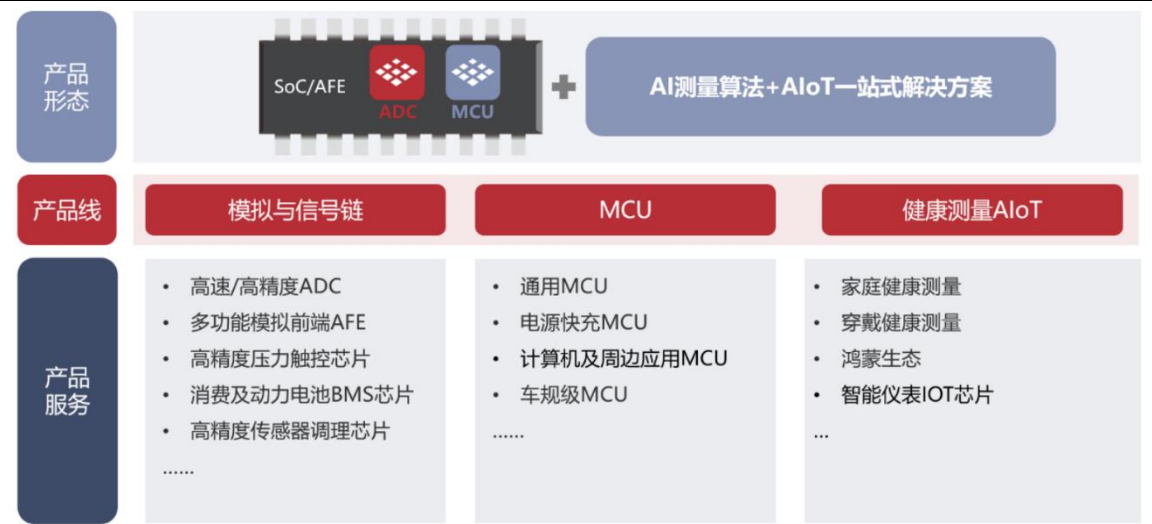 产品
形态
SoC/AFE
ADC
MCU
AI测量算法+AIoT一站式解决方案
产品线
模拟与信号链
MCU
健康测量AIoT
产品
服务
• 高速/高精度ADC
• 多功能模拟前端AFE
• 高精度压力触控芯片
• 消费及动力电池BMS芯片
• 高精度传感器调理芯片
......
• 通用MCU
• 电源快充MCU
• 计算机及周边应用MCU
• 车规级MCU
......
• 家庭健康测量
• 穿戴健康测量
• 鸿蒙生态
• 智能仪表IOT芯片
...